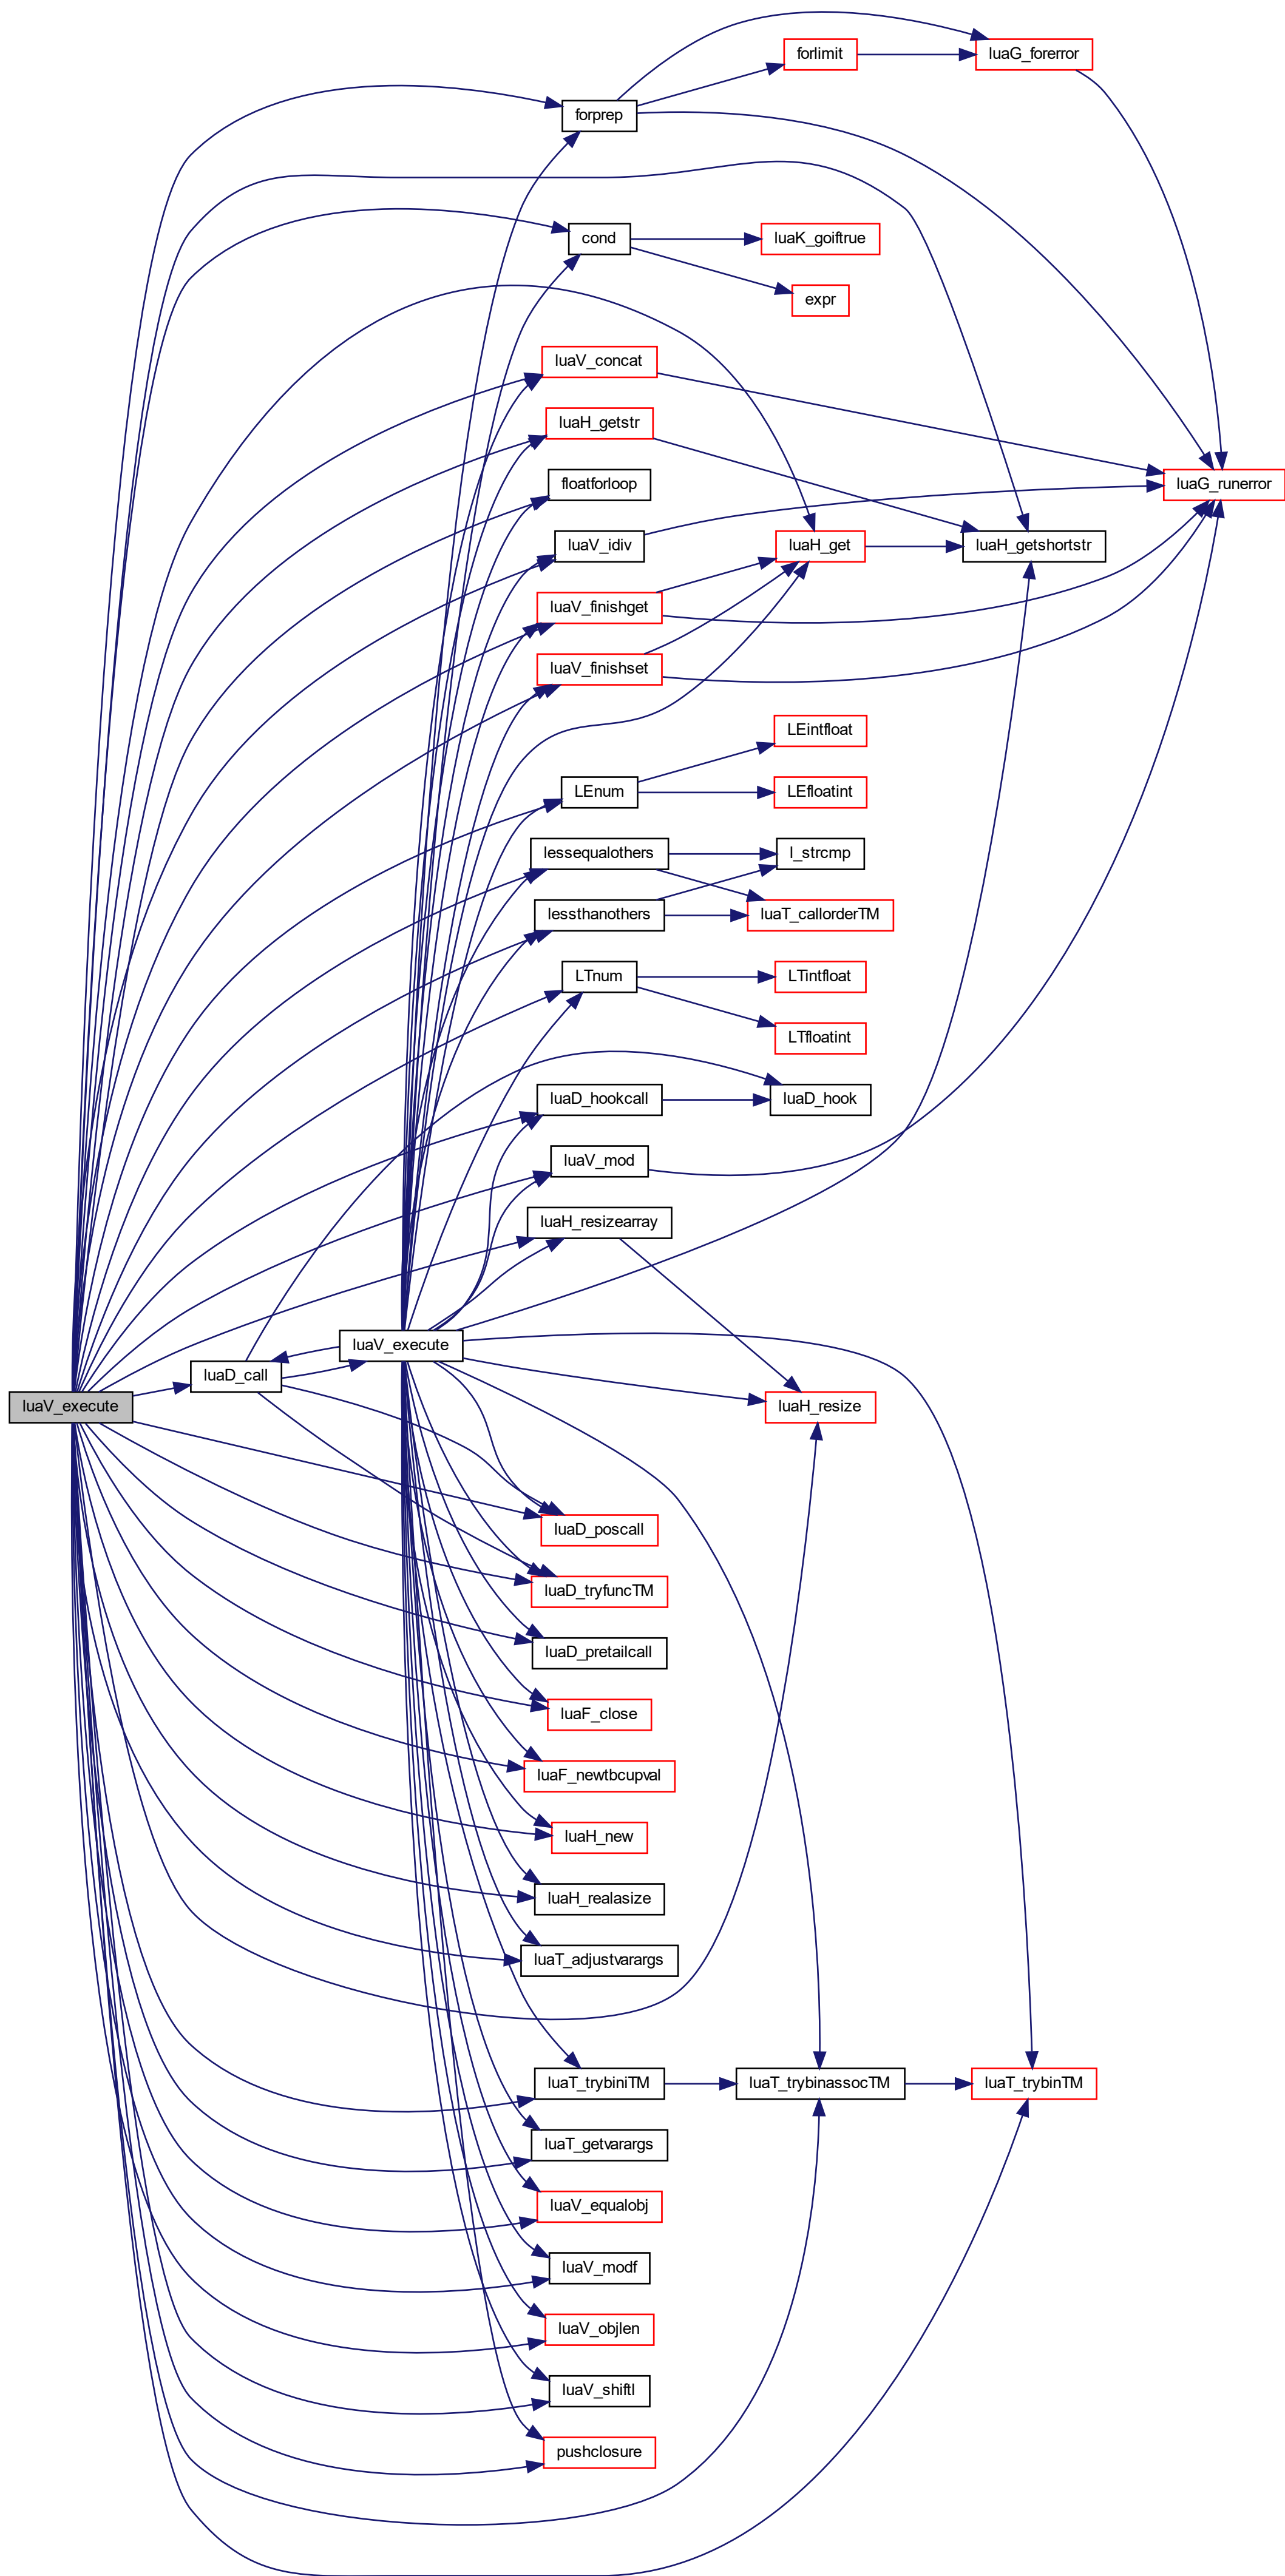 forlimit
luaG_forerror
forprep
cond
luaK_goiftrue
expr
luaV_concat
luaH_getstr
floatforloop
luaG_runerror
luaV_idiv
luaH_get
luaH_getshortstr
luaV_finishget
luaV_finishset
LEintfloat
LEnum
LEfloatint
lessequalothers
l_strcmp
lessthanothers
luaT_callorderTM
LTnum
LTintfloat
LTfloatint
luaD_hookcall
luaD_hook
luaV_mod
luaH_resizearray
luaV_execute
luaD_call
luaV_execute
luaH_resize
luaD_poscall
luaD_tryfuncTM
luaD_pretailcall
luaF_close
luaF_newtbcupval
luaH_new
luaH_realasize
luaT_adjustvarargs
luaT_trybiniTM
luaT_trybinassocTM
luaT_trybinTM
luaT_getvarargs
luaV_equalobj
luaV_modf
luaV_objlen
luaV_shiftl
pushclosure